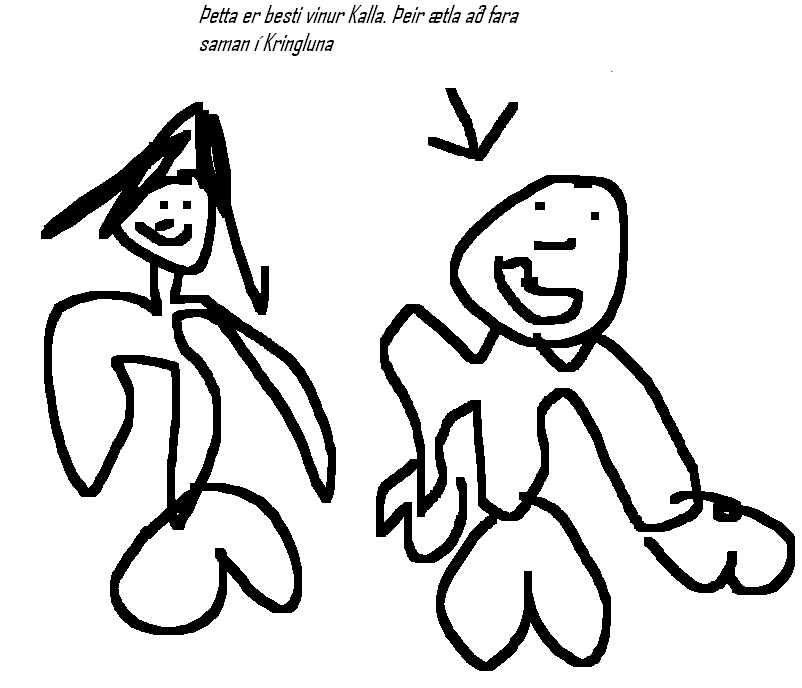 Þetta er besti vinur Kalla. Þeir ætla að fara
saman í Kringluna